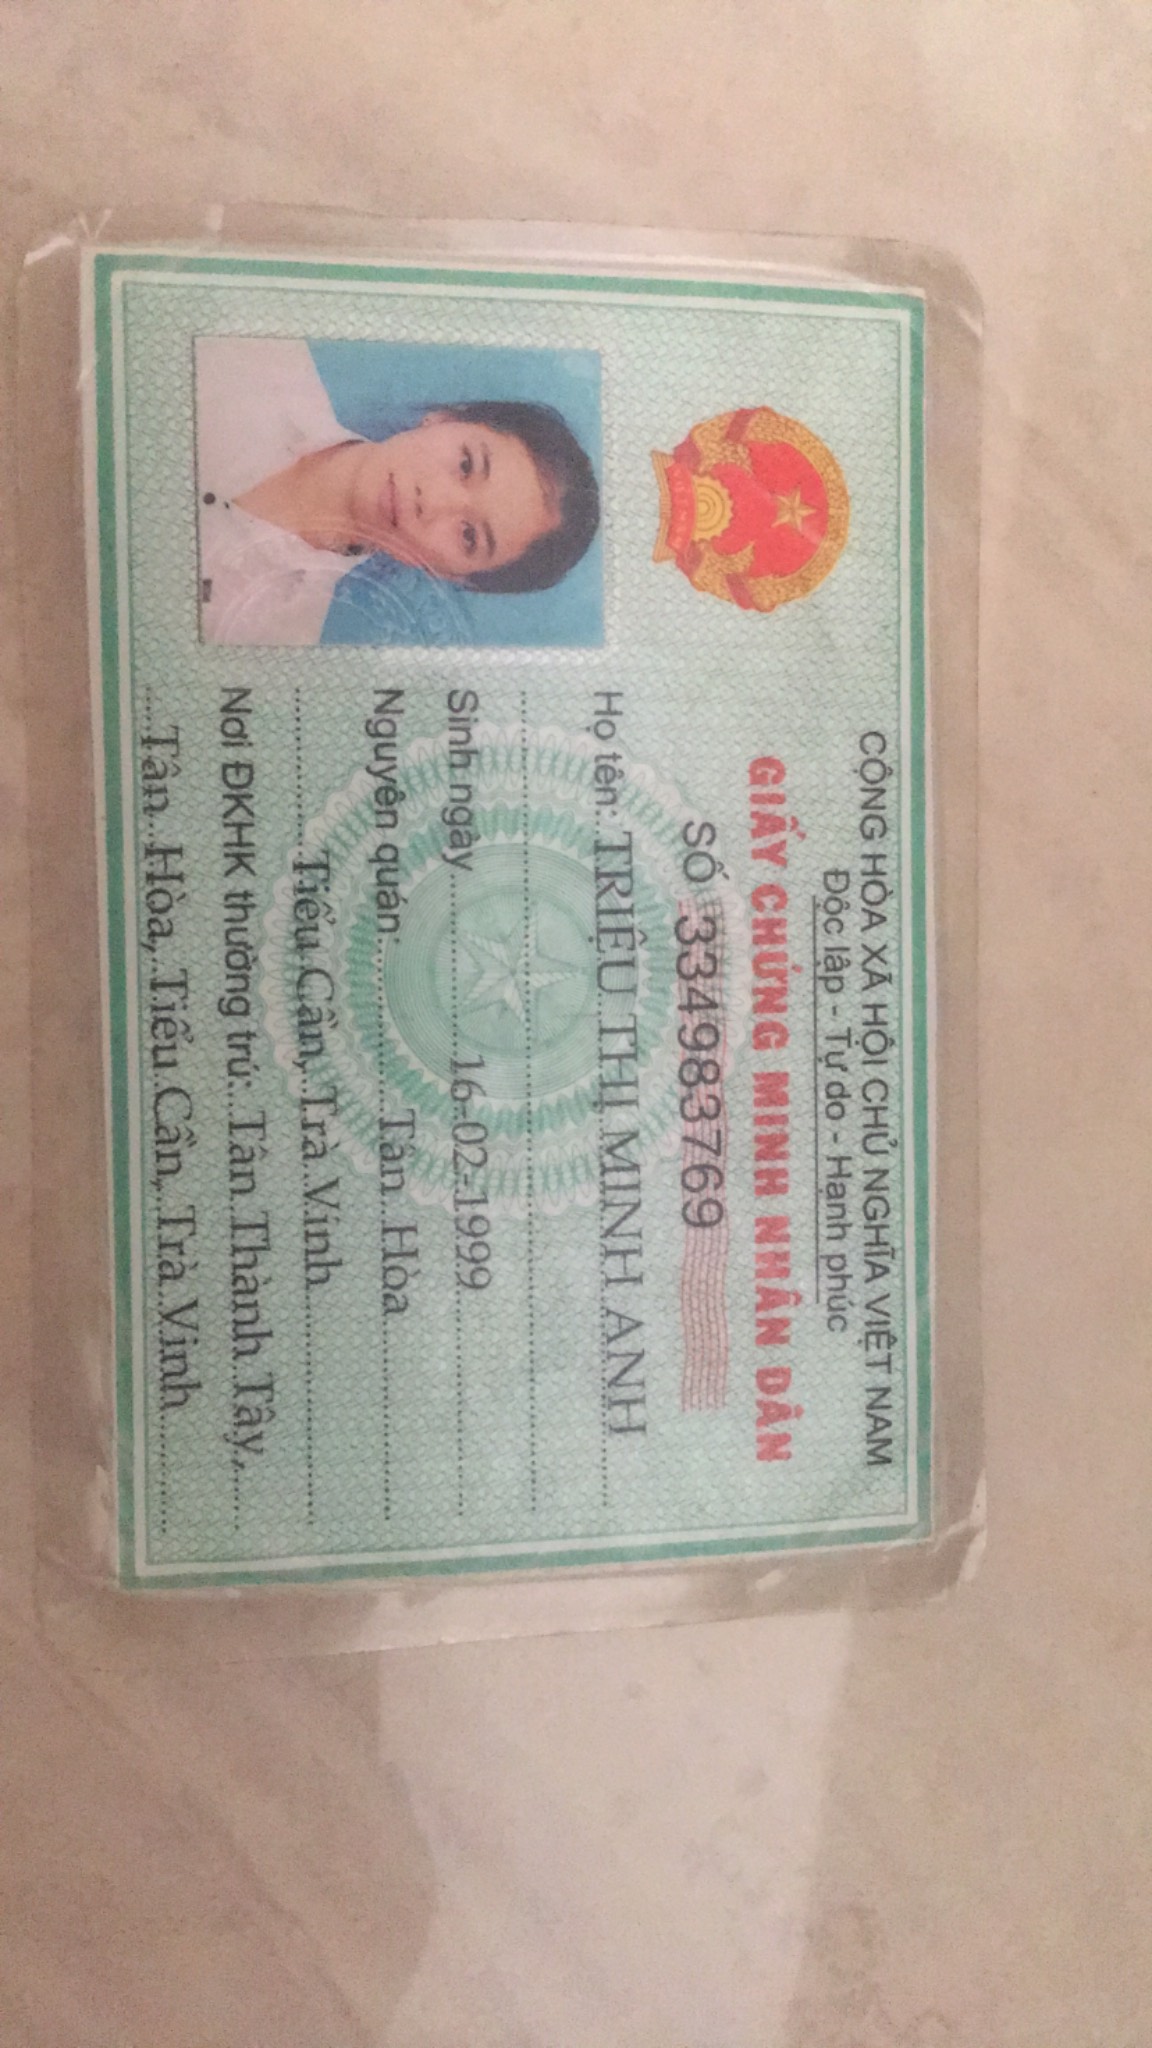 CỘNG HÒA XÃ HỘI CHỦ NGHĨA VIỆT NAM
Độc lập - Tự do - Hạnh phúc
GIẤY CHỨNG MINH NHÂN DÂN
SỐ 334983769
Họ tên: TRIỆU THỊ MINH ANH
Sinh ngày 16-02-1999
Nguyên quán: Tân Hòa
Tiểu Cần, Trà Vinh
Nơi ĐKHK thường trú: Tân Thành Tây,
Tân Hòa, Tiểu Cần, Trà Vinh